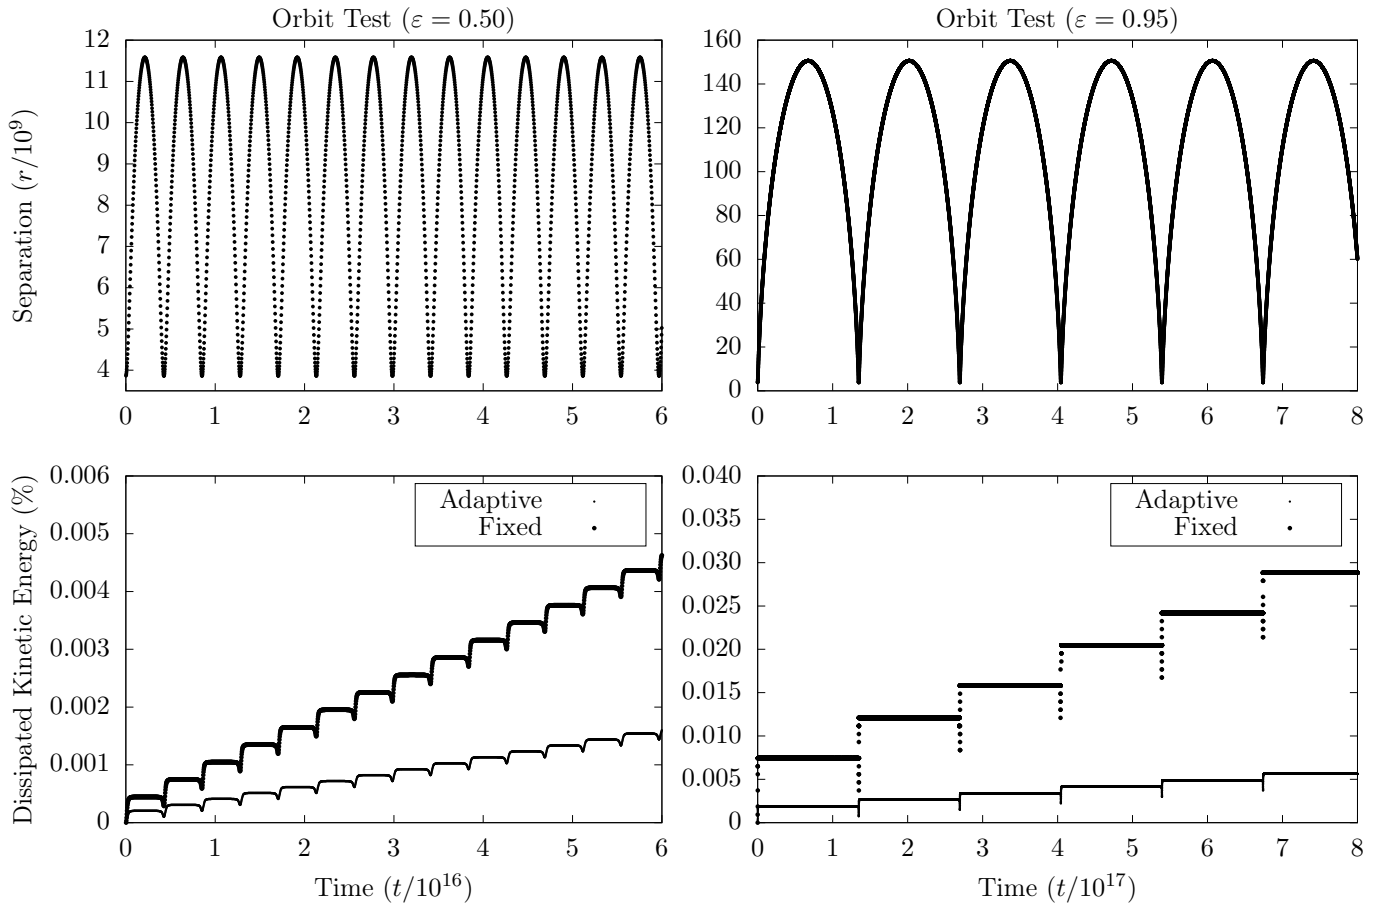 Orbit Test (ε = 0.50)
Orbit Test (ε = 0.95)
Separation (r/10⁹)
12
11
10
9
8
7
6
5
4
0 1 2 3 4 5 6
160
140
120
100
80
60
40
20
0
0 1 2 3 4 5 6 7 8
Dissipated Kinetic Energy (%)
0.006
0.005
0.004
0.003
0.002
0.001
0
Adaptive
Fixed
0 1 2 3 4 5 6
Time (t/10¹⁶)
0.040
0.035
0.030
0.025
0.020
0.015
0.010
0.005
0
Adaptive
Fixed
0 1 2 3 4 5 6 7 8
Time (t/10¹⁷)